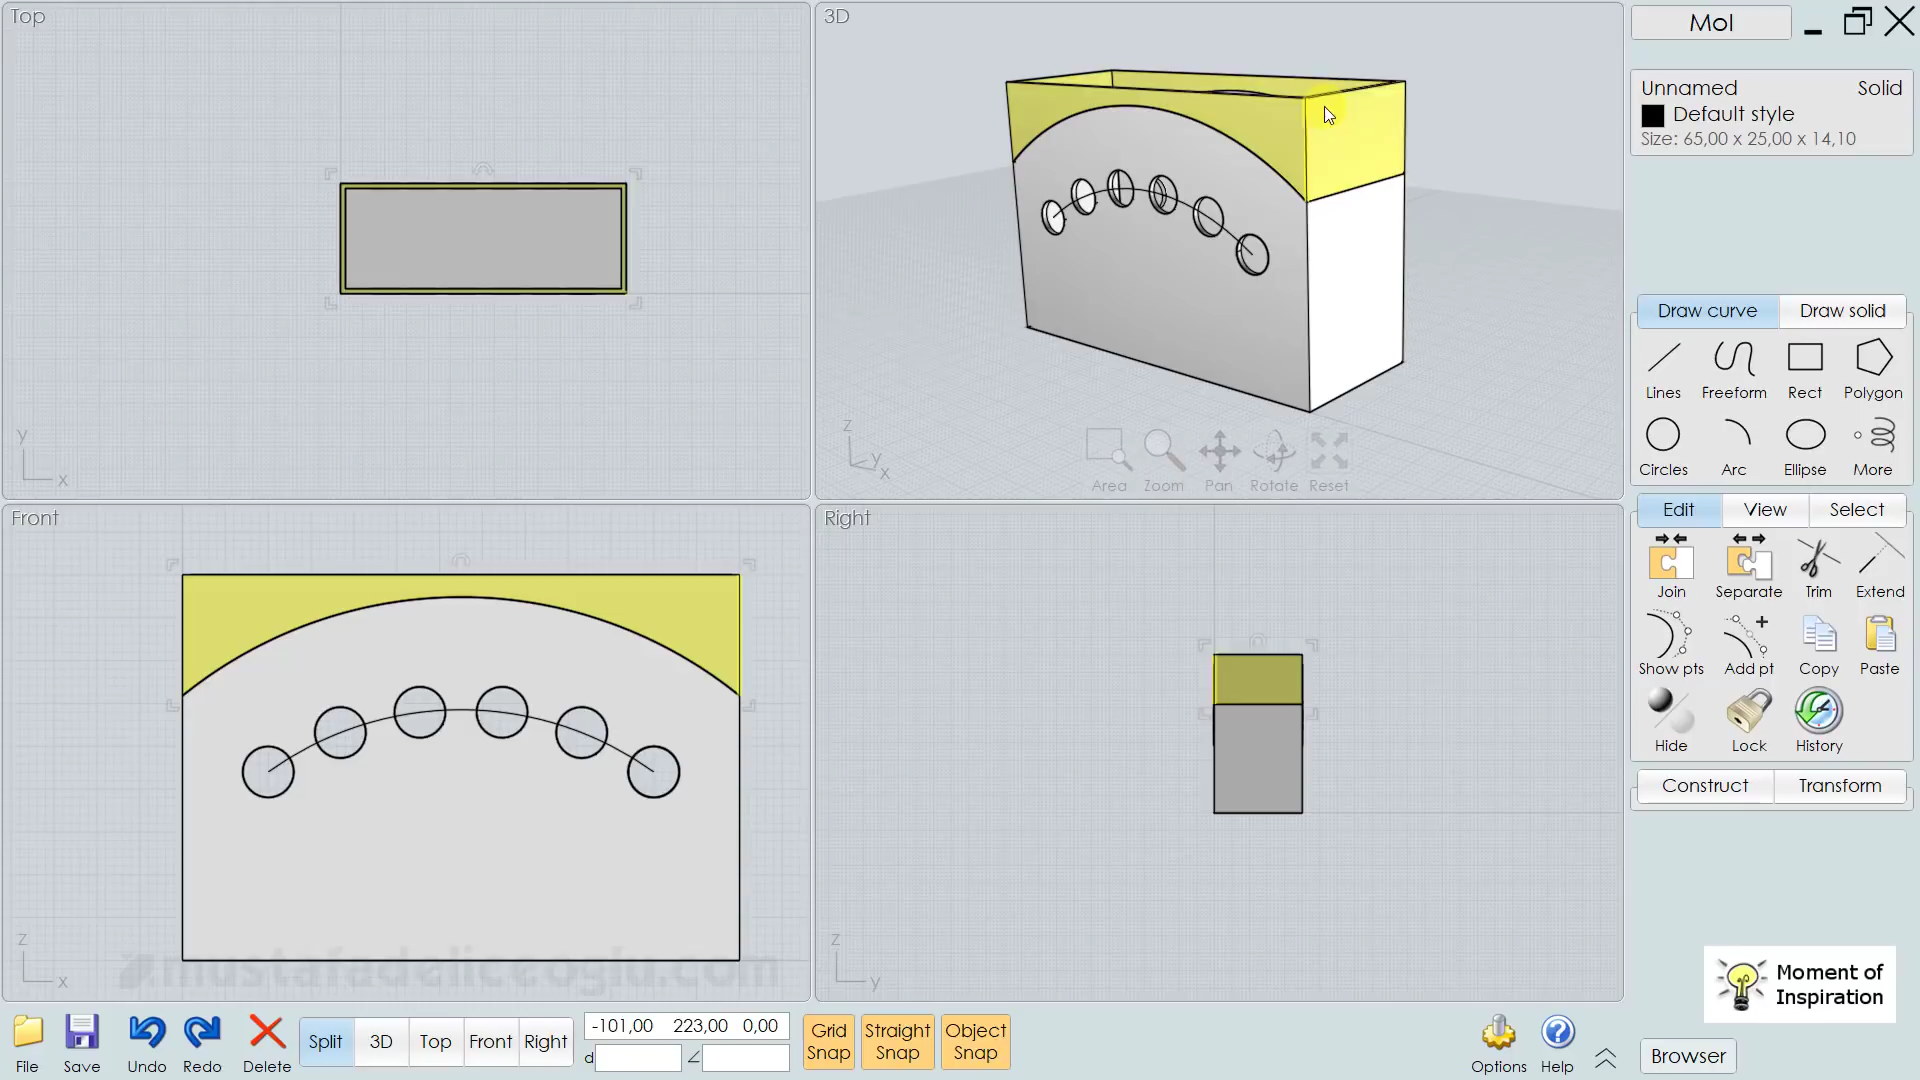 Top
3D
MoI
Unnamed Solid
Default style
Size: 65,00 x 25,00 x 14,10
Draw curve Draw solid
Lines Freeform Rect Polygon
Circles Arc Ellipse More
y
x
z
y
x
Area Zoom Pan Rotate Reset
Front
Right
Edit View Select
Join Separate Trim Extend
Show pts Add pt Copy Paste
Hide Lock History
Construct Transform
z
x
z
y
mustafadeliceoglu.com
Moment of
Inspiration
File Save Undo Redo Delete
Split 3D Top Front Right
-101,00 223,00 0,00
d
Grid
Snap
Straight
Snap
Object
Snap
Options Help
Browser